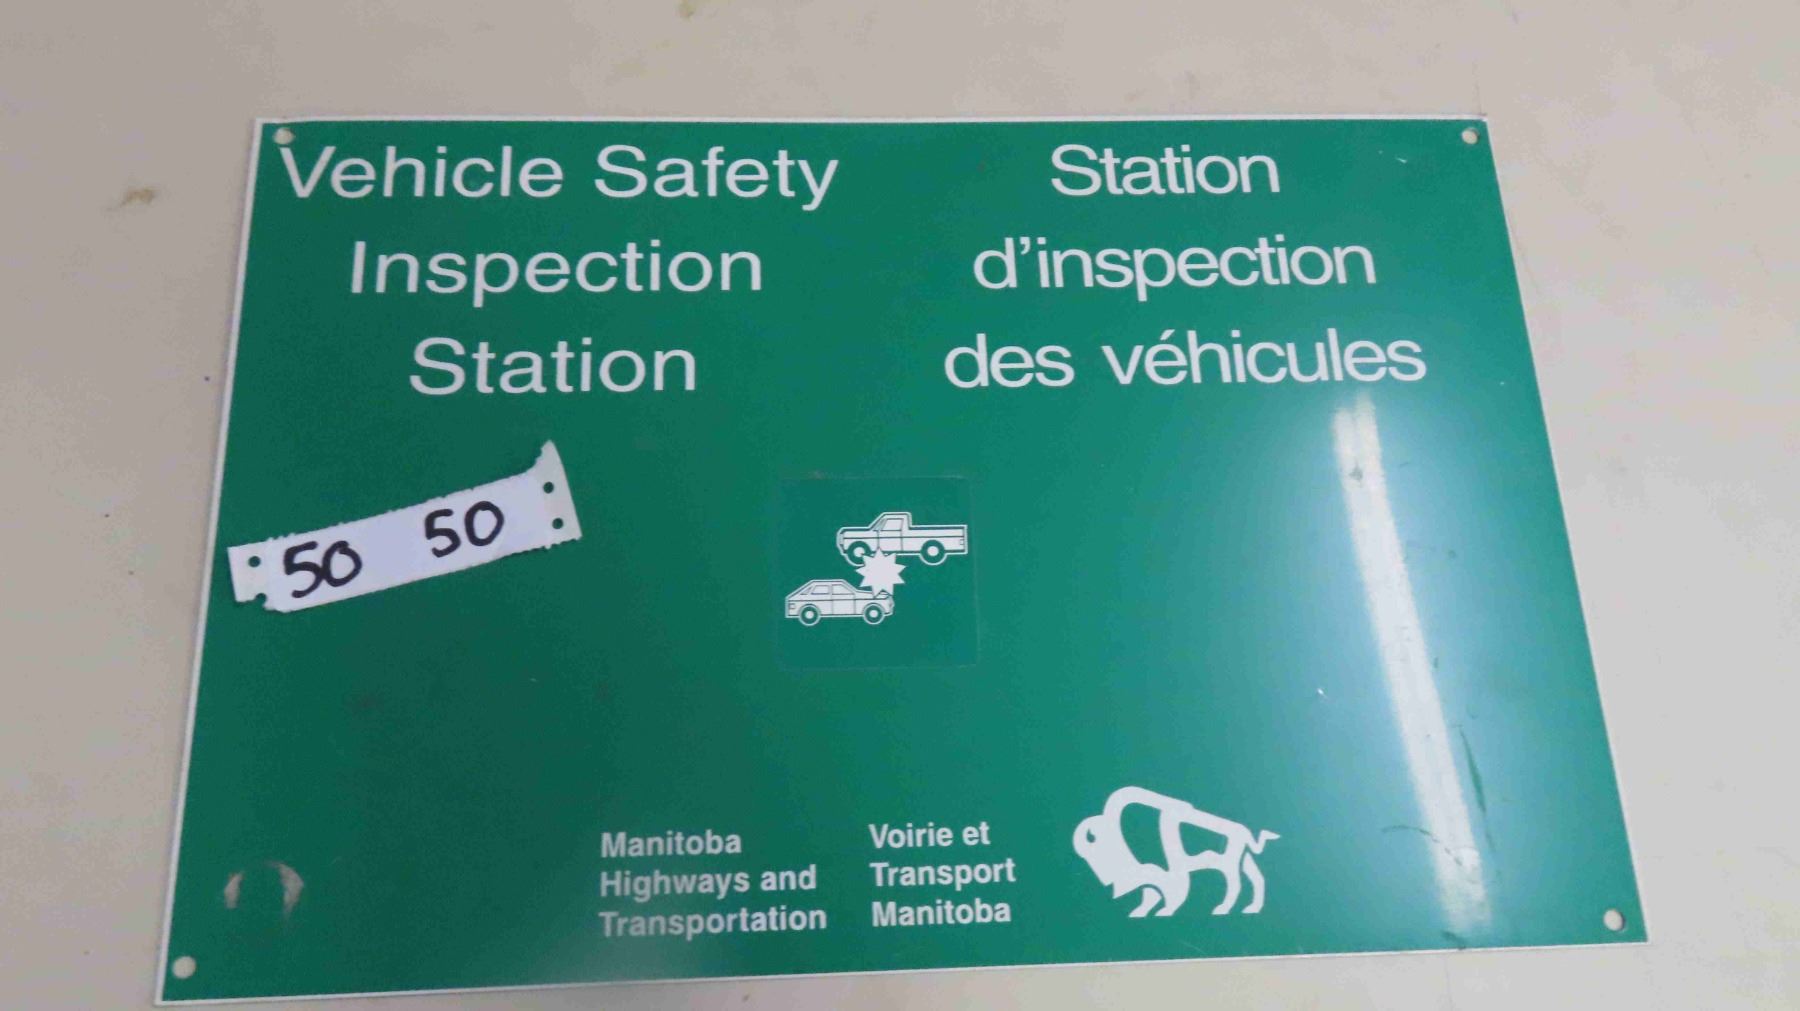 Vehicle Safety
Inspection
Station
Station
d'inspection
des véhicules
50 50
Manitoba
Highways and
Transportation
Voirie et
Transport
Manitoba